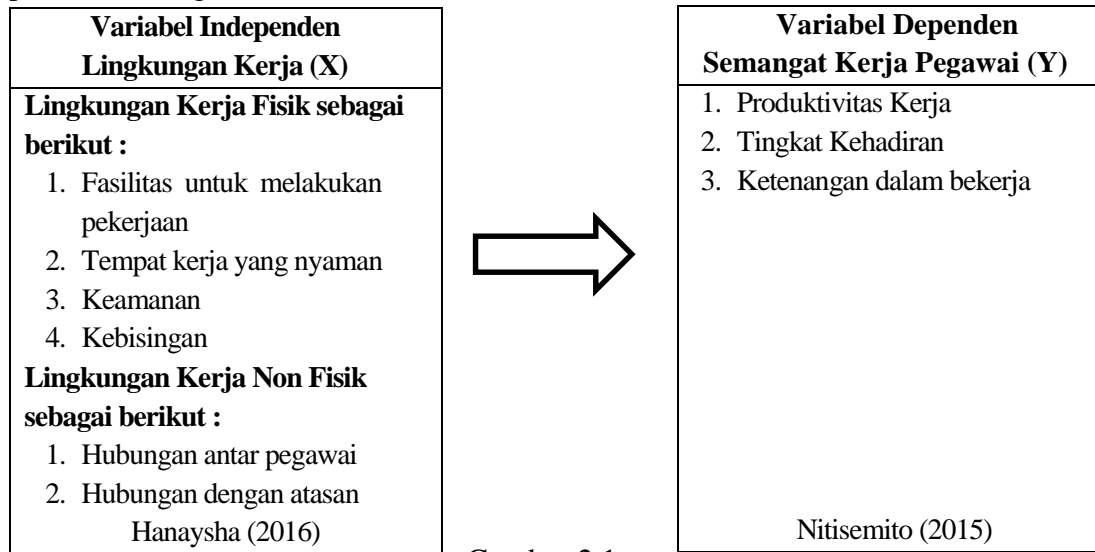 Variabel Independen
Lingkungan Kerja (X)
Lingkungan Kerja Fisik sebagai
berikut :
1. Fasilitas untuk melakukan
pekerjaan
2. Tempat kerja yang nyaman
3. Keamanan
4. Kebisingan
Lingkungan Kerja Non Fisik
sebagai berikut :
1. Hubungan antar pegawai
2. Hubungan dengan atasan
Hanaysha (2016)
Variabel Dependen
Semangat Kerja Pegawai (Y)
1. Produktivitas Kerja
2. Tingkat Kehadiran
3. Ketenangan dalam bekerja
Nitisemito (2015)